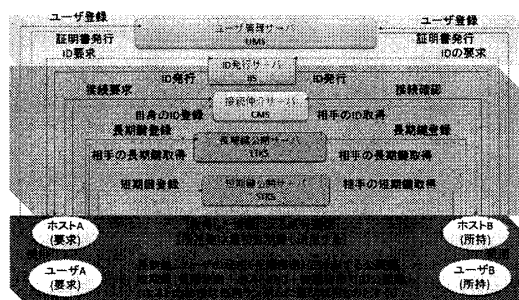 ユーザ登録 ユーザ登録
ユーザ管理サーバ
UMS
証明書発行 証明書発行
ID要求 IDの要求
ID発行サーバ
IIS
ID発行 ID発行
接続要求 接続確認
接続仲介サーバ
CMS
自身のID登録 相手のID取得
長期鍵登録 長期鍵登録
長期鍵公開サーバ
LTKS
相手の長期鍵取得 相手の長期鍵取得
短期鍵公開サーバ
STKS
短期鍵登録 相手の短期鍵取得
ホストA ホストB
(要求) (所持)
ユーザA ユーザB
(要求) (所持)